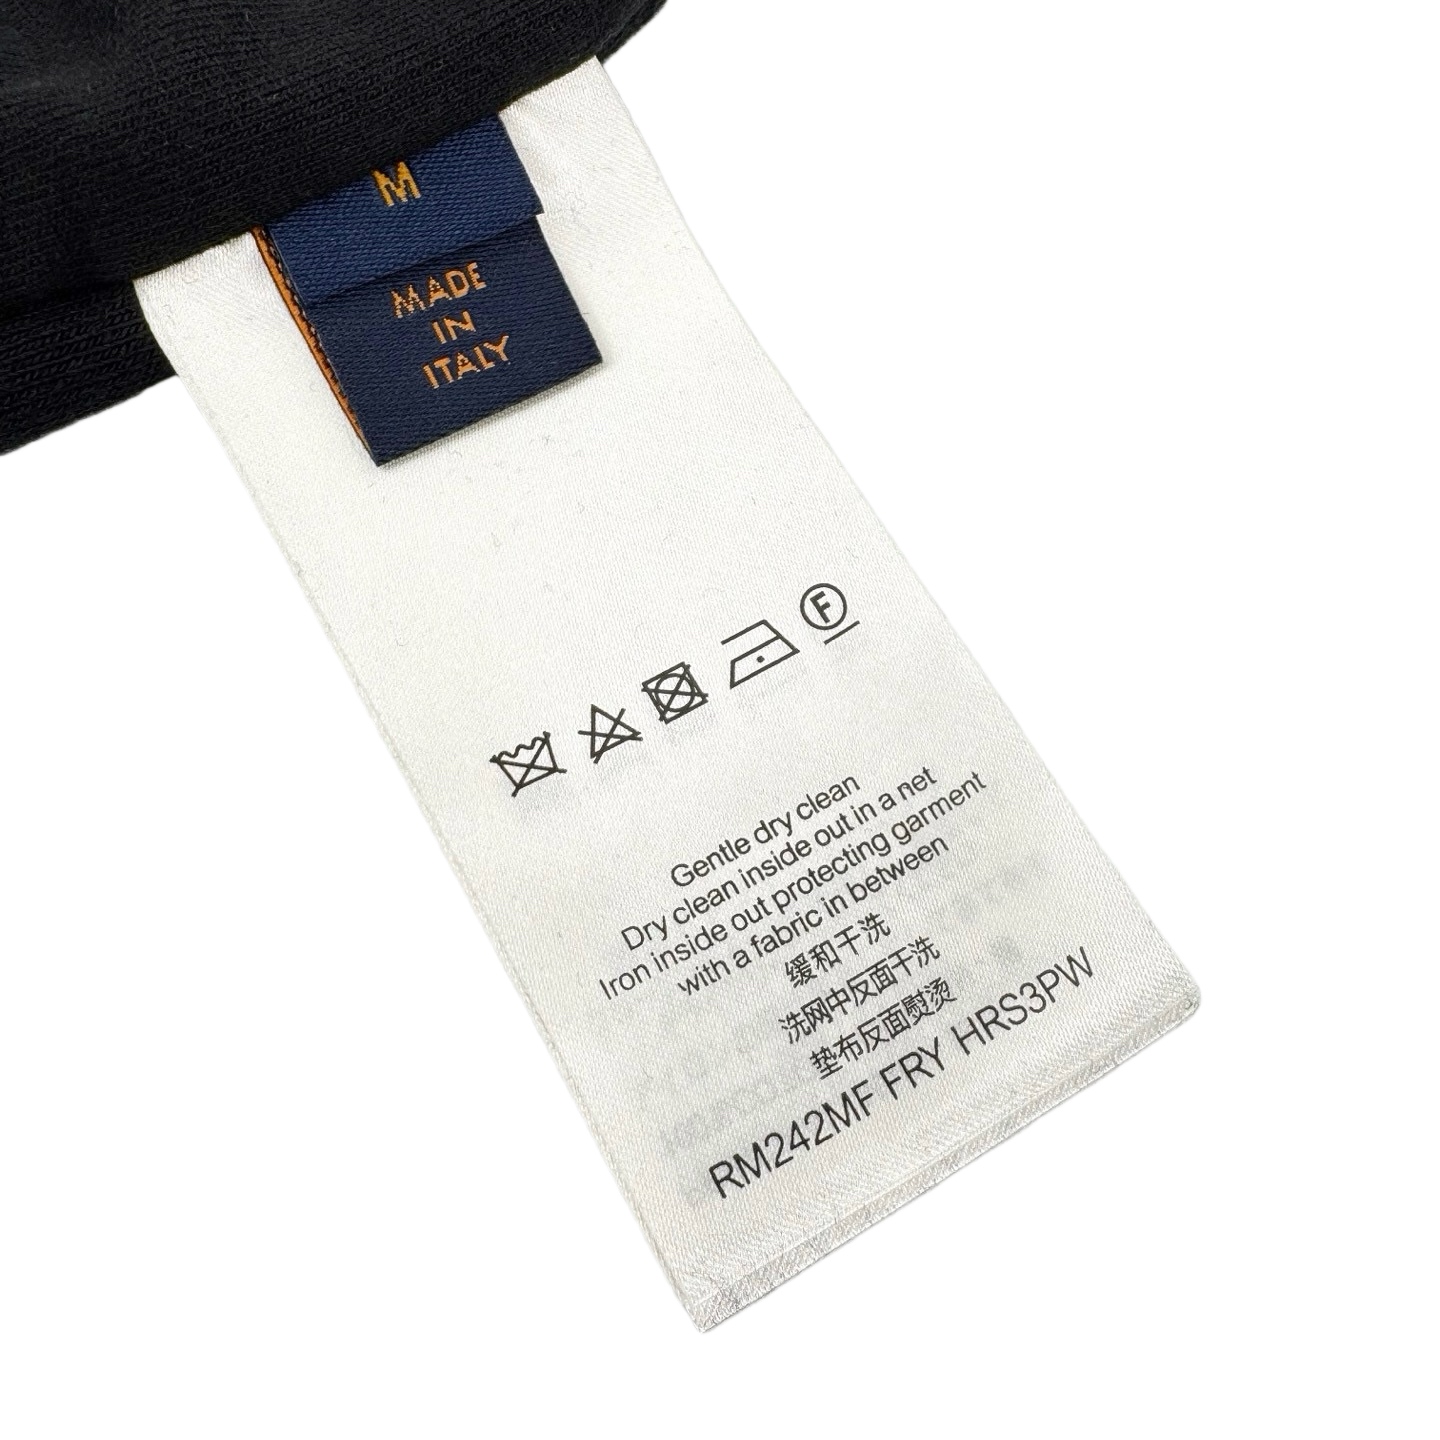 M
MADE
IN
ITALY
F
Gentle dry clean
Dry clean inside out in a net
Iron inside out protecting garment
with a fabric in between
缓和干洗
洗网中反面干洗
垫布反面熨烫
RM242MF FRY HRS3PW